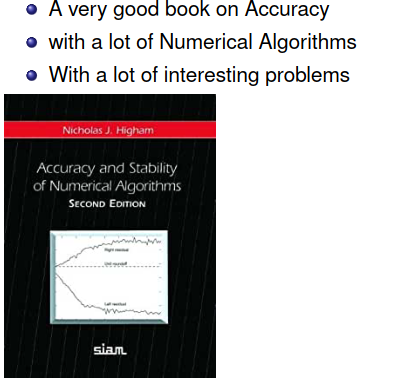 A very good book on Accuracy
with a lot of Numerical Algorithms
With a lot of interesting problems
Nicholas J. Higham
Accuracy and Stability
of Numerical Algorithms
SECOND EDITION
Right residual
Unit roundoff
Left residual
siam